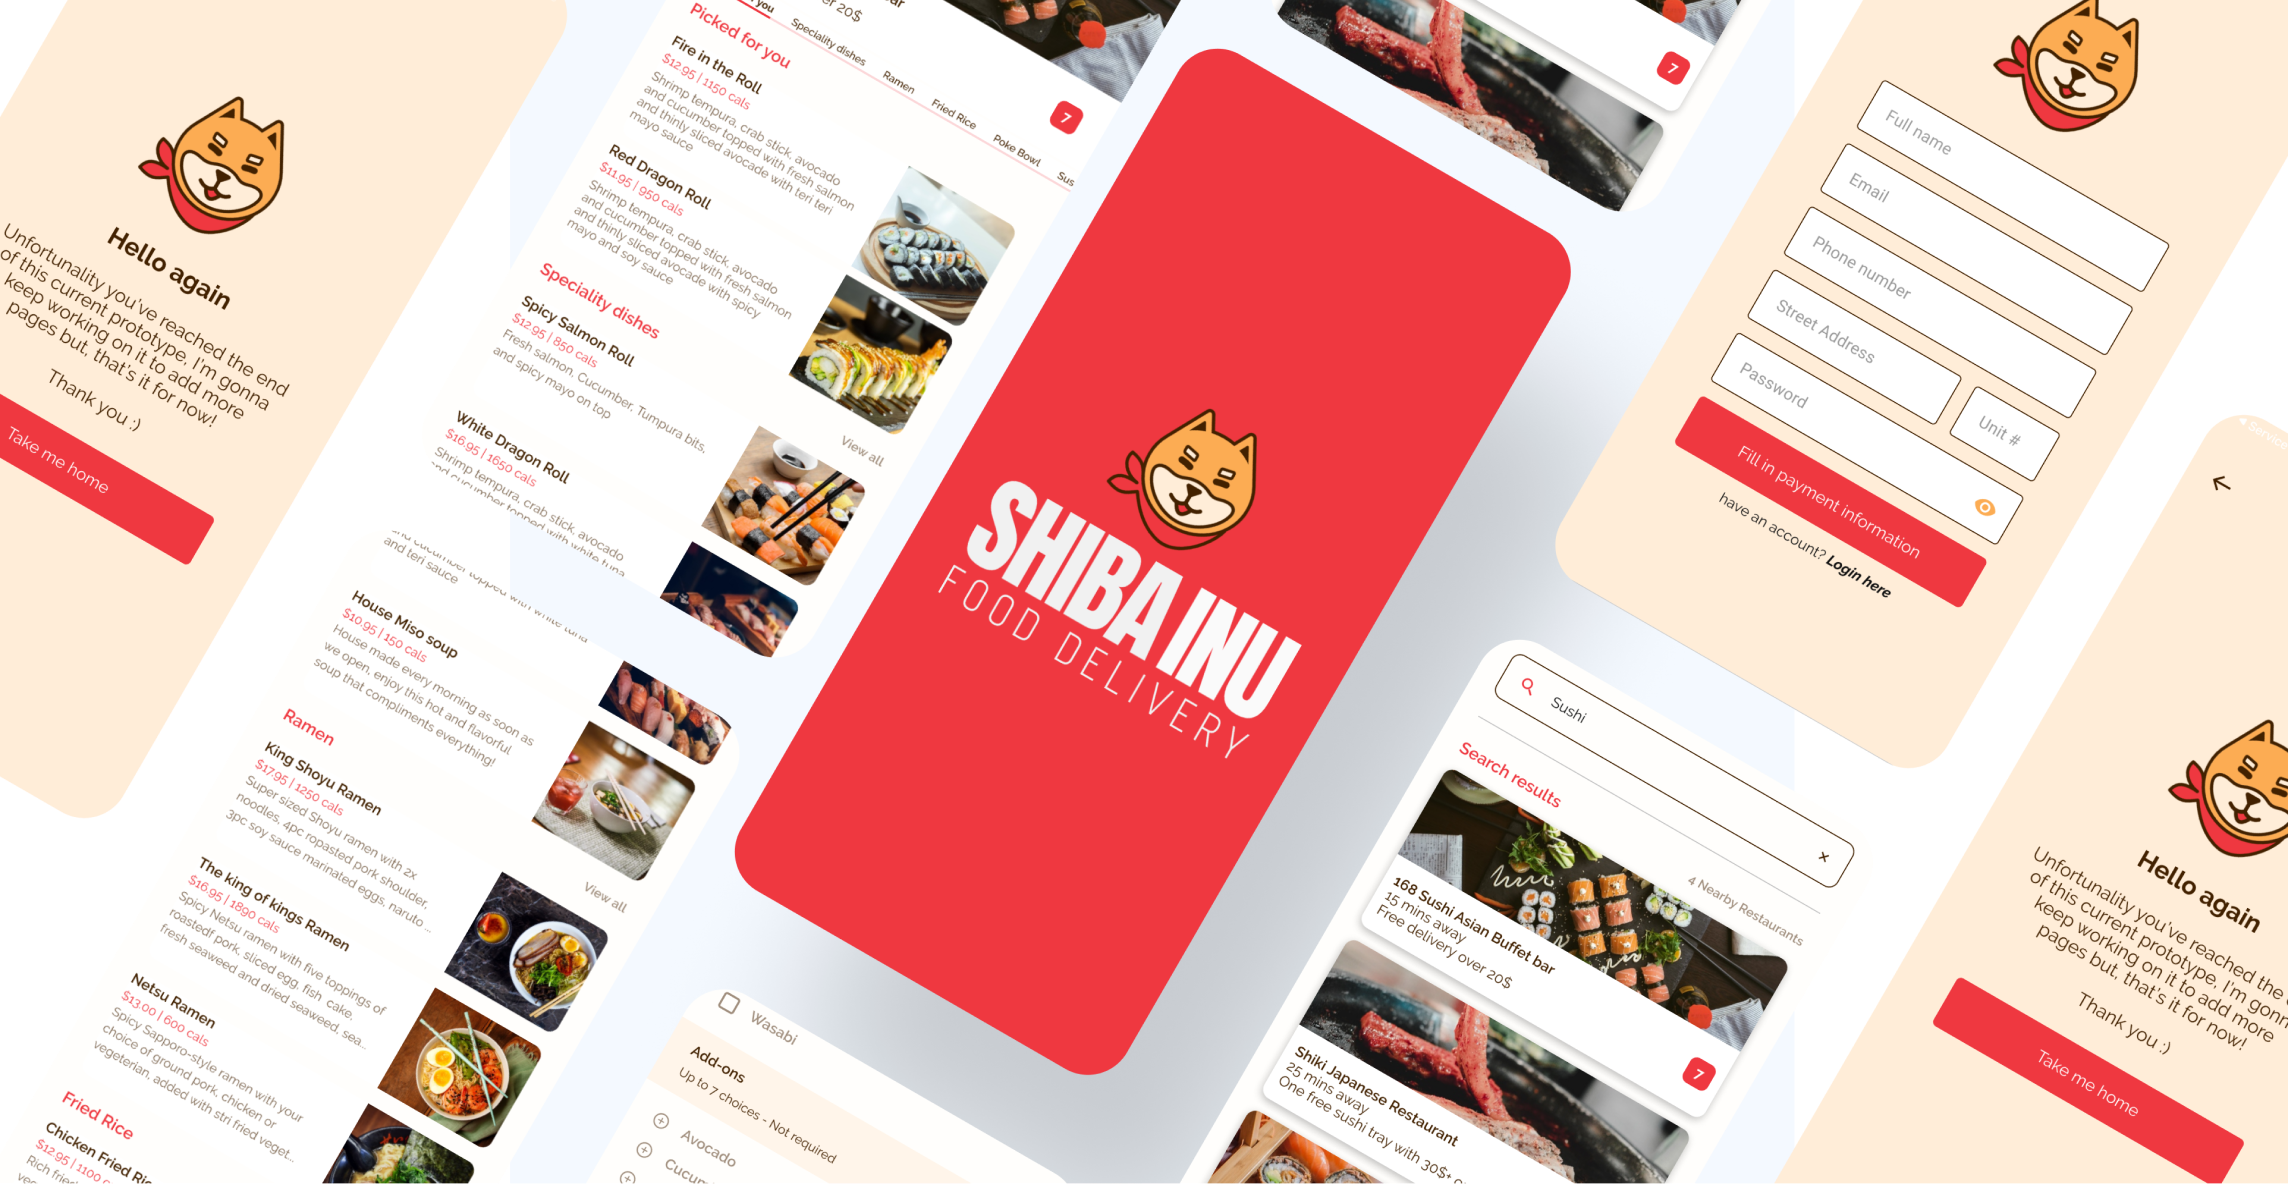 Hello again
Unfortunality you've reached the end
of this current prototype, I'm gonna
keep working on it to add more
pages but, that's it for now!
Thank you :)
Take me home
you
Speciality dishes
Ramen
Fried Rice
Poke Bowl
Sus
er 20$
7
Picked for you
Fire in the Roll
$12.95 | 1150 cals
Shrimp tempura, crab stick, avocado
and cucumber topped with fresh salmon
and thinly sliced avocado with teri teri
mayo sauce
Red Dragon Roll
$11.95 | 950 cals
Shrimp tempura, crab stick, avocado
and cucumber topped with fresh salmon
and thinly sliced avocade with spicy
mayo and soy sauce
Speciality dishes
View all
Spicy Salmon Roll
$12.95 | 850 cals
Fresh salmon, Cucumber, Tumpura bits,
and spicy mayo on top
White Dragon Roll
$16.95 | 1650 cals
Shrimp tempura, crab stick, avocado
and cucumber topped with white tuna
and cucumber topped with white tuna
and teri sauce
House Miso soup
$10.95 | 150 cals
House made every morning as soon as
we open, enjoy this hot and flavorful
soup that compliments everything!
Ramen
View all
King Shoyu Ramen
$17.95 | 1250 cals
Super sized Shoyu ramen with 2x
noodles, 4pc ropasted pork shoulder,
3pc soy sauce marinated eggs, naruto ...
The king of kings Ramen
$16.95 | 1890 cals
Spicy Netsu ramen with five toppings of
roastedf pork, sliced egg, fish cake,
fresh seaweed and dried seaweed, sea...
Netsu Ramen
$13.00 | 600 cals
Spicy Sapporo-style ramen with your
choice of ground pork, chicken or
vegeterian, added with stri fried veget...
Fried Rice
Chicken Fried Ric
$12.95 | 1100 c
Rich fried
SHIBA INU
FOOD DELIVERY
Wasabi
Add-ons
Up to 7 choices - Not required
Avocado
Cucum
7
Full name
Email
Phone number
Street Address
Unit #
Password
Fill in payment information
have an account? Login here
Sushi
Search results
4 Nearby Restaurants
168 Sushi Asian Buffet bar
15 mins away
Free delivery over 20$
7
Shiki Japanese Restaurant
25 mins away
One free sushi tray with 30$+
Service
Hello again
Unfortunality you've reached the
of this current prototype, I'm gonn
keep working on it to add more
pages but, that's it for now!
Thank you :)
Take me home